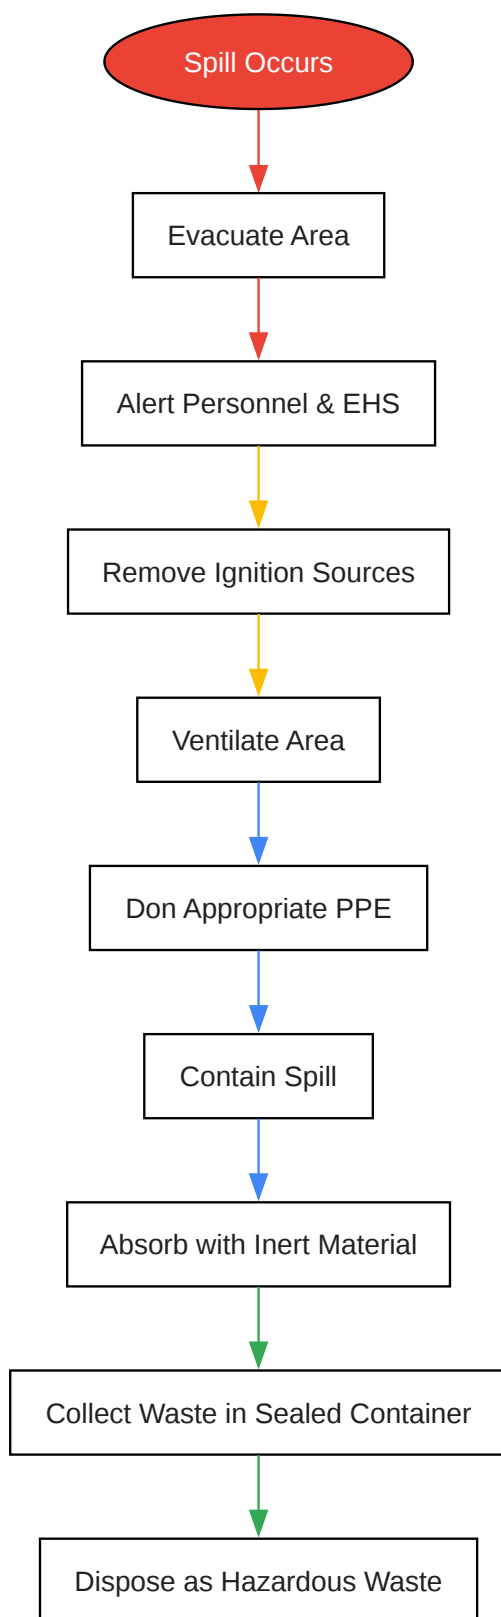 Spill Occurs
Evacuate Area
Alert Personnel & EHS
Remove Ignition Sources
Ventilate Area
Don Appropriate PPE
Contain Spill
Absorb with Inert Material
Collect Waste in Sealed Container
Dispose as Hazardous Waste